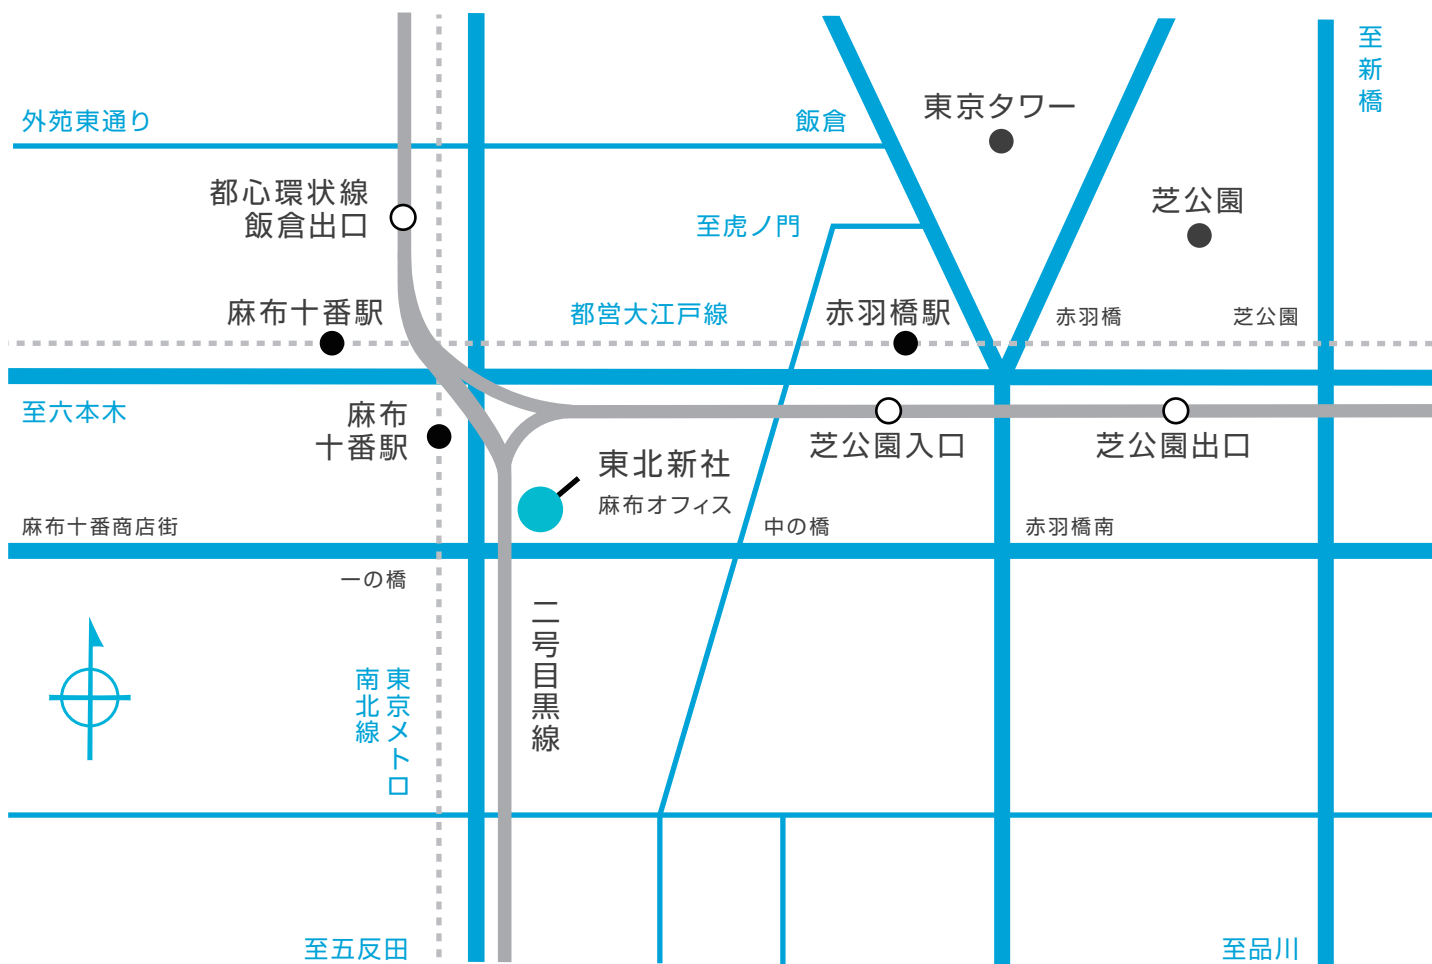 至新橋
東京タワー
外苑東通り
飯倉
都心環状線
飯倉出口
芝公園
至虎ノ門
麻布十番駅
都営大江戸線
赤羽橋駅
赤羽橋
芝公園
至六本木
麻布
十番駅
芝公園入口
芝公園出口
東北新社
麻布オフィス
麻布十番商店街
中の橋
赤羽橋南
一の橋
二号目黒線
東京メトロ
南北線
至五反田
至品川